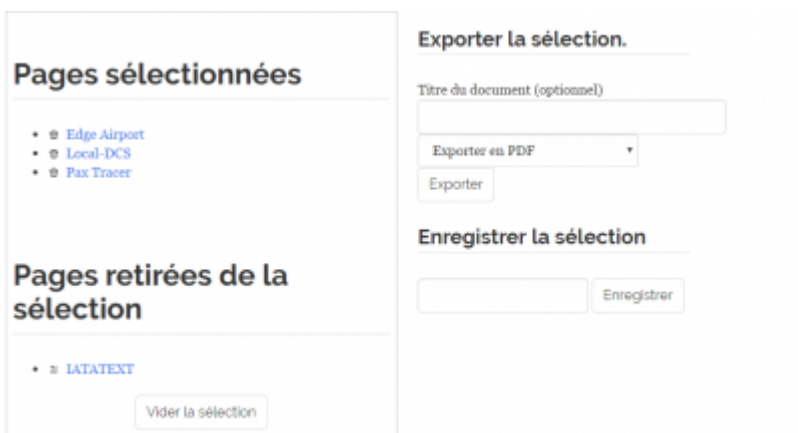 Pages sélectionnées
Edge Airport
Local-DCS
Pax Tracer
Pages retirées de la
sélection
IATATEXT
Vider la sélection
Exporter la sélection.
Titre du document (optionnel)
Exporter en PDF
Exporter
Enregistrer la sélection
Enregistrer